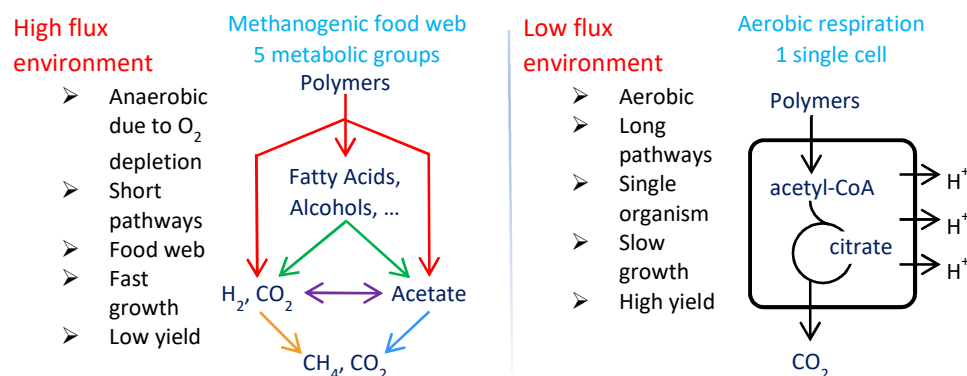 High flux
environment
➢ Anaerobic
due to O₂
depletion
➢ Short
pathways
➢ Food web
➢ Fast
growth
➢ Low yield
Methanogenic food web
5 metabolic groups
Polymers
Fatty Acids,
Alcohols, ...
H₂, CO₂
Acetate
CH₄, CO₂
Low flux
environment
➢ Aerobic
➢ Long
pathways
➢ Single
organism
➢ Slow
growth
➢ High yield
Aerobic respiration
1 single cell
Polymers
acetyl-CoA
citrate
H⁺
H⁺
H⁺
CO₂